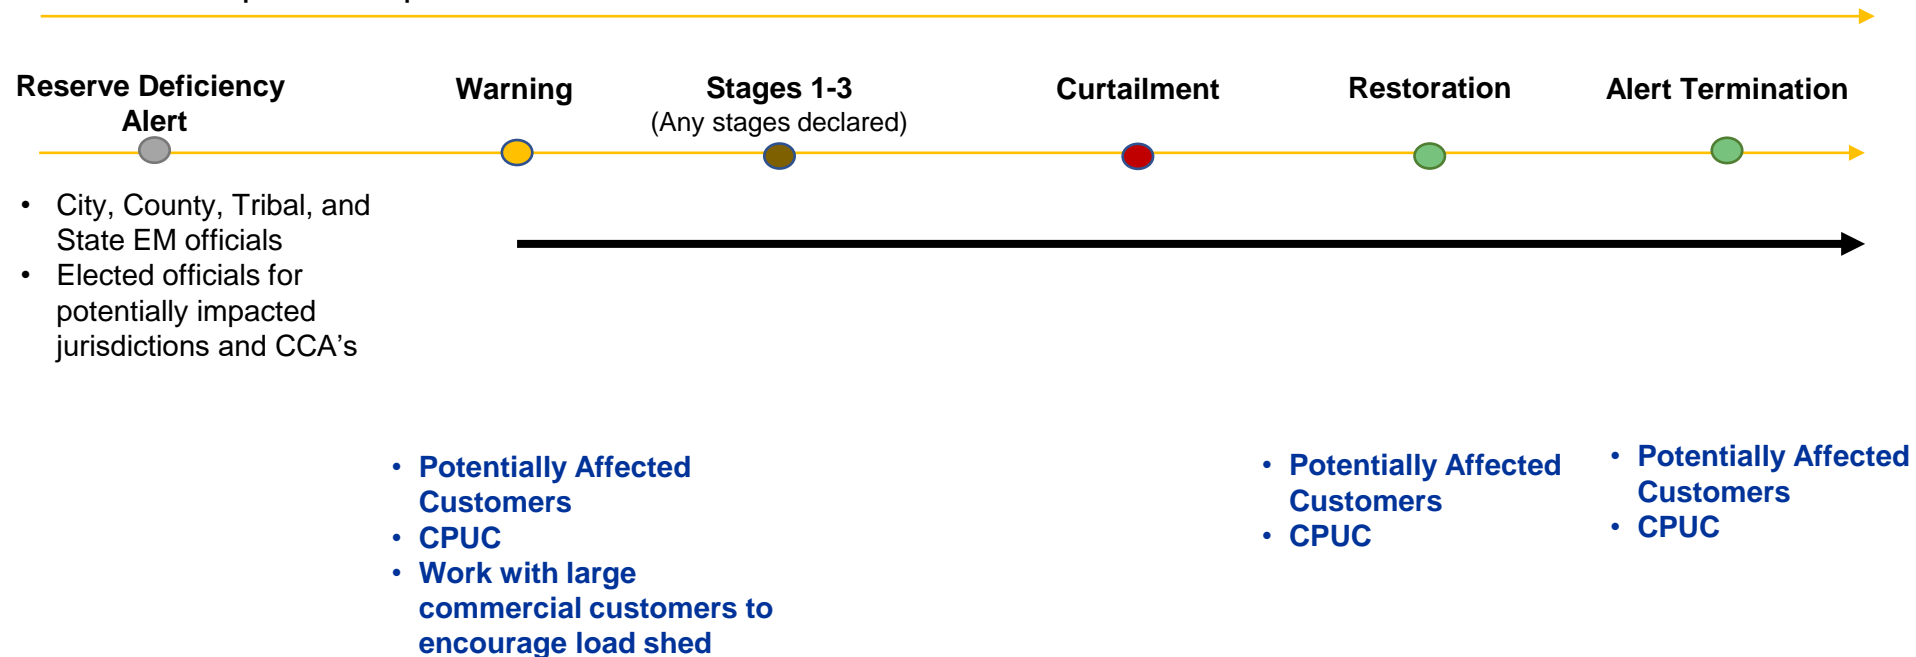 Reserve Deficiency
Alert
Warning
Stages 1-3
(Any stages declared)
Curtailment
Restoration
Alert Termination
• City, County, Tribal, and
State EM officials
• Elected officials for
potentially impacted
jurisdictions and CCA’s
• Potentially Affected
Customers
• CPUC
• Work with large
commercial customers to
encourage load shed
• Potentially Affected
Customers
• CPUC
• Potentially Affected
Customers
• CPUC